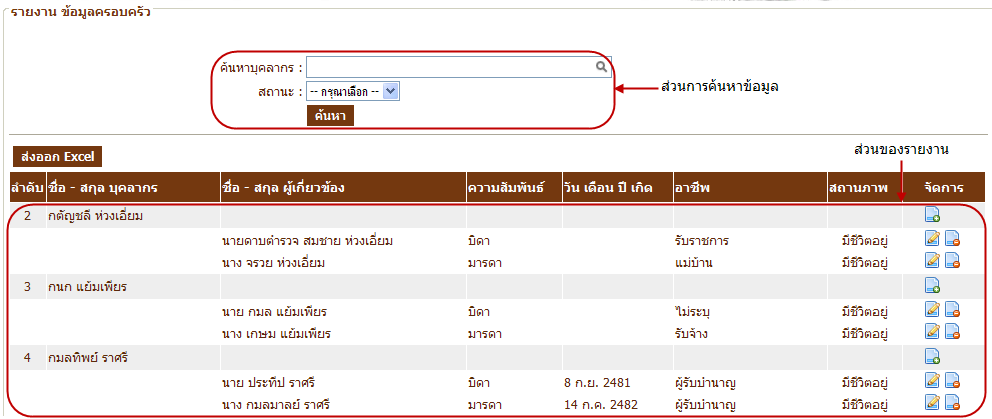 รายงาน ข้อมูลครอบครัว
ค้นหาบุคลากร :
สถานะ : -- กรุณาเลือก --
ส่วนการค้นหาข้อมูล
ค้นหา
ส่วนของรายงาน
ส่งออก Excel
ลำดับ ชื่อ - สกุล บุคลากร ชื่อ - สกุล ผู้เกี่ยวข้อง ความสัมพันธ์ วัน เดือน ปี เกิด อาชีพ สถานภาพ จัดการ
2 กตัญชลี ห่วงเอี่ยม
นายดาบตำรวจ สมชาย ห่วงเอี่ยม บิดา รับราชการ มีชีวิตอยู่
นาง จรวย ห่วงเอี่ยม มารดา แม่บ้าน มีชีวิตอยู่
3 กนก แย้มเพียร
นาย กมล แย้มเพียร บิดา ไม่ระบุ มีชีวิตอยู่
นาง เกษม แย้มเพียร มารดา รับจ้าง มีชีวิตอยู่
4 กมลทิพย์ ราศรี
นาย ประทีป ราศรี บิดา 8 ก.ย. 2481 ผู้รับบำนาญ มีชีวิตอยู่
นาง กมลมาลย์ ราศรี มารดา 14 ก.ค. 2482 ผู้รับบำนาญ มีชีวิตอยู่